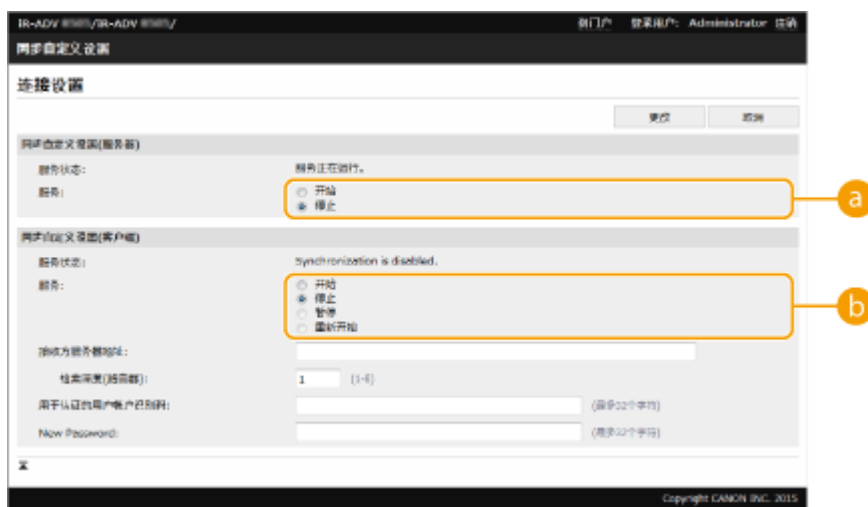 IR-ADV /IR-ADV /
到门户 登录用户: Administrator 注销
同步自定义设置
连接设置
更改 取消
同步自定义设置(服务器)
服务状态: 服务正在运行。
服务: 开始
停止
a
同步自定义设置(客户端)
服务状态: Synchronization is disabled.
服务: 开始
停止
暂停
重新开始
b
接收方服务器地址:
检索深度(路由器): 1 (1-6)
用于认证的用户帐户识别码: (最多32个字符)
New Password: (最多32个字符)
Copyright CANON INC. 2015